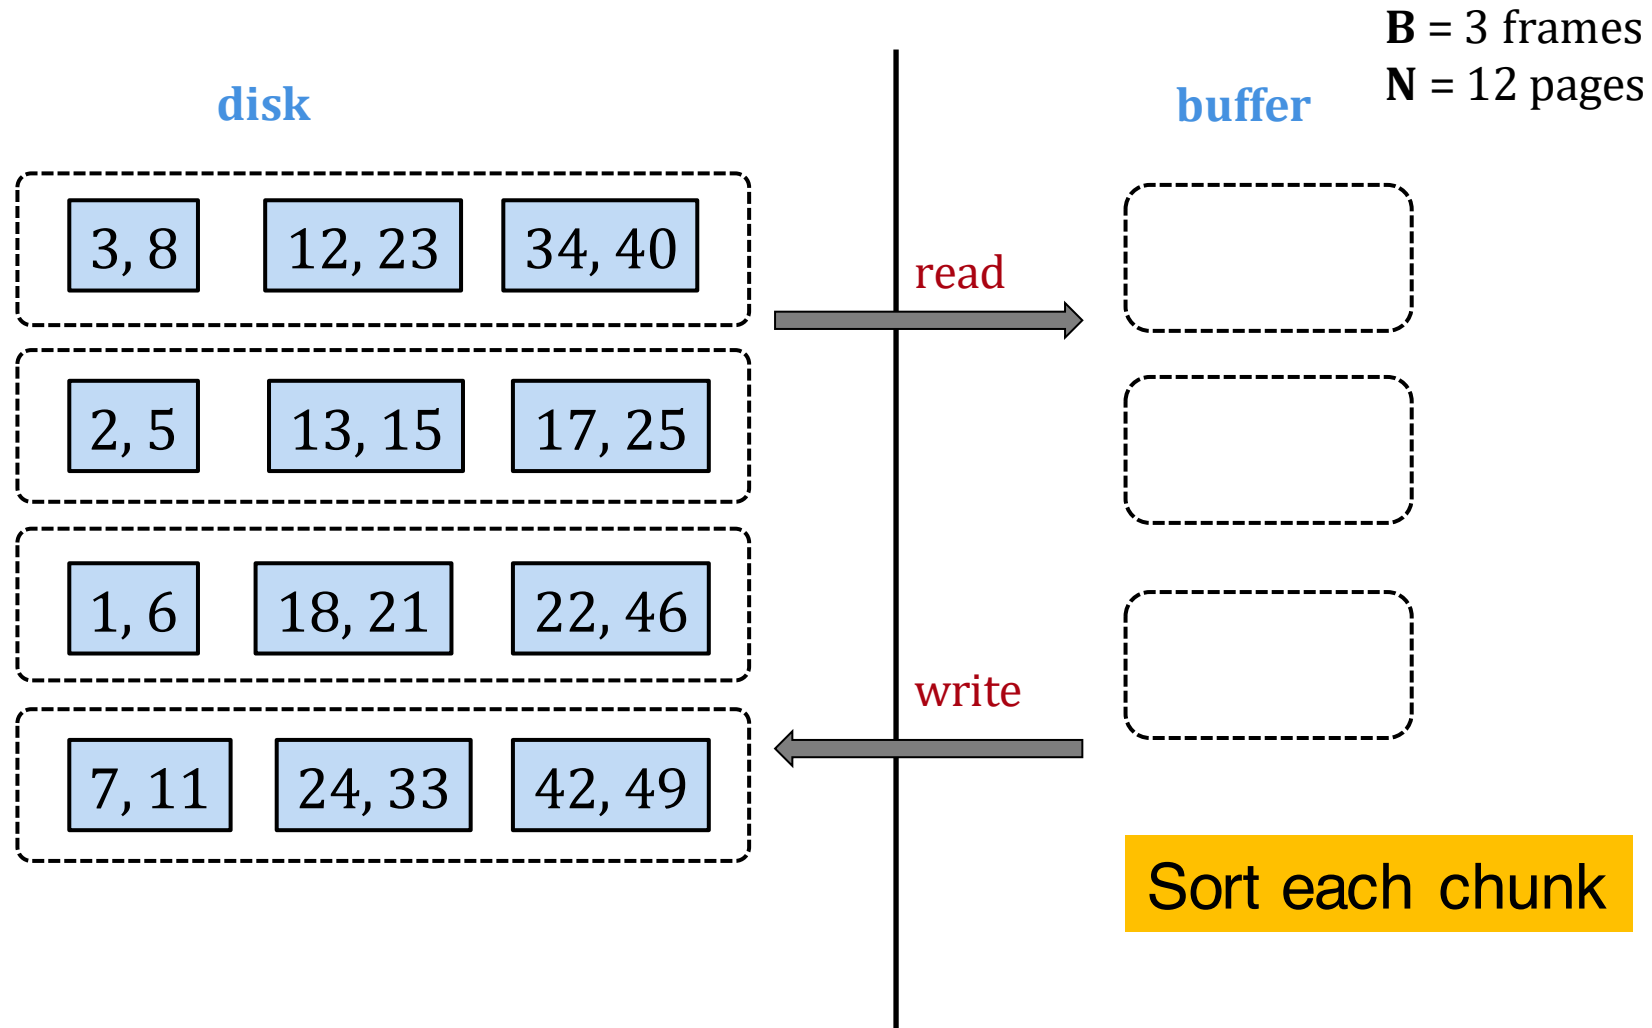 B = 3 frames
N = 12 pages
disk
buffer
3, 8
12, 23
34, 40
read
2, 5
13, 15
17, 25
1, 6
18, 21
22, 46
write
7, 11
24, 33
42, 49
Sort each chunk